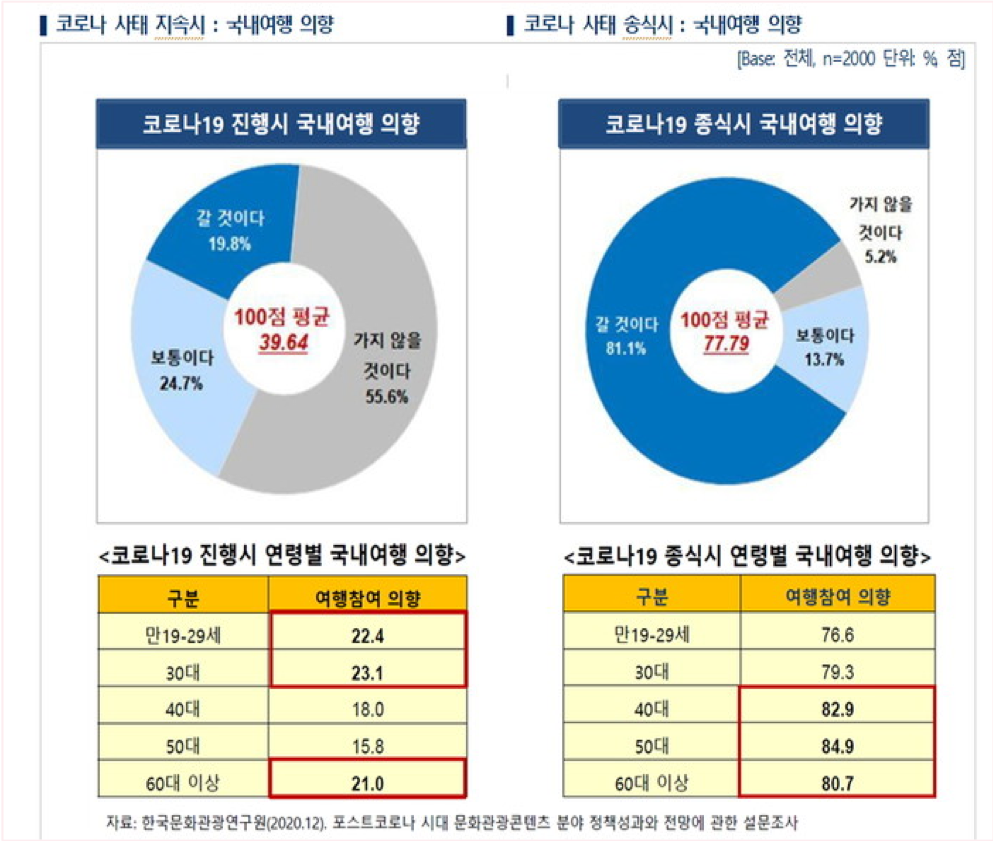 코로나 사태 지속시 : 국내여행 의향
코로나 사태 종식시 : 국내여행 의향
[Base: 전체, n=2000 단위: %, 점]
코로나19 진행시 국내여행 의향
갈 것이다
19.8%
보통이다
24.7%
100점 평균
39.64
가지 않을
것이다
55.6%
코로나19 종식시 국내여행 의향
가지 않을
것이다
5.2%
갈 것이다
81.1%
100점 평균
77.79
보통이다
13.7%
<코로나19 진행시 연령별 국내여행 의향>
구분 여행참여 의향
만19-29세 22.4
30대 23.1
40대 18.0
50대 15.8
60대 이상 21.0
<코로나19 종식시 연령별 국내여행 의향>
구분 여행참여 의향
만19-29세 76.6
30대 79.3
40대 82.9
50대 84.9
60대 이상 80.7
자료: 한국문화관광연구원(2020.12). 포스트코로나 시대 문화관광콘텐츠 분야 정책성과와 전망에 관한 설문조사